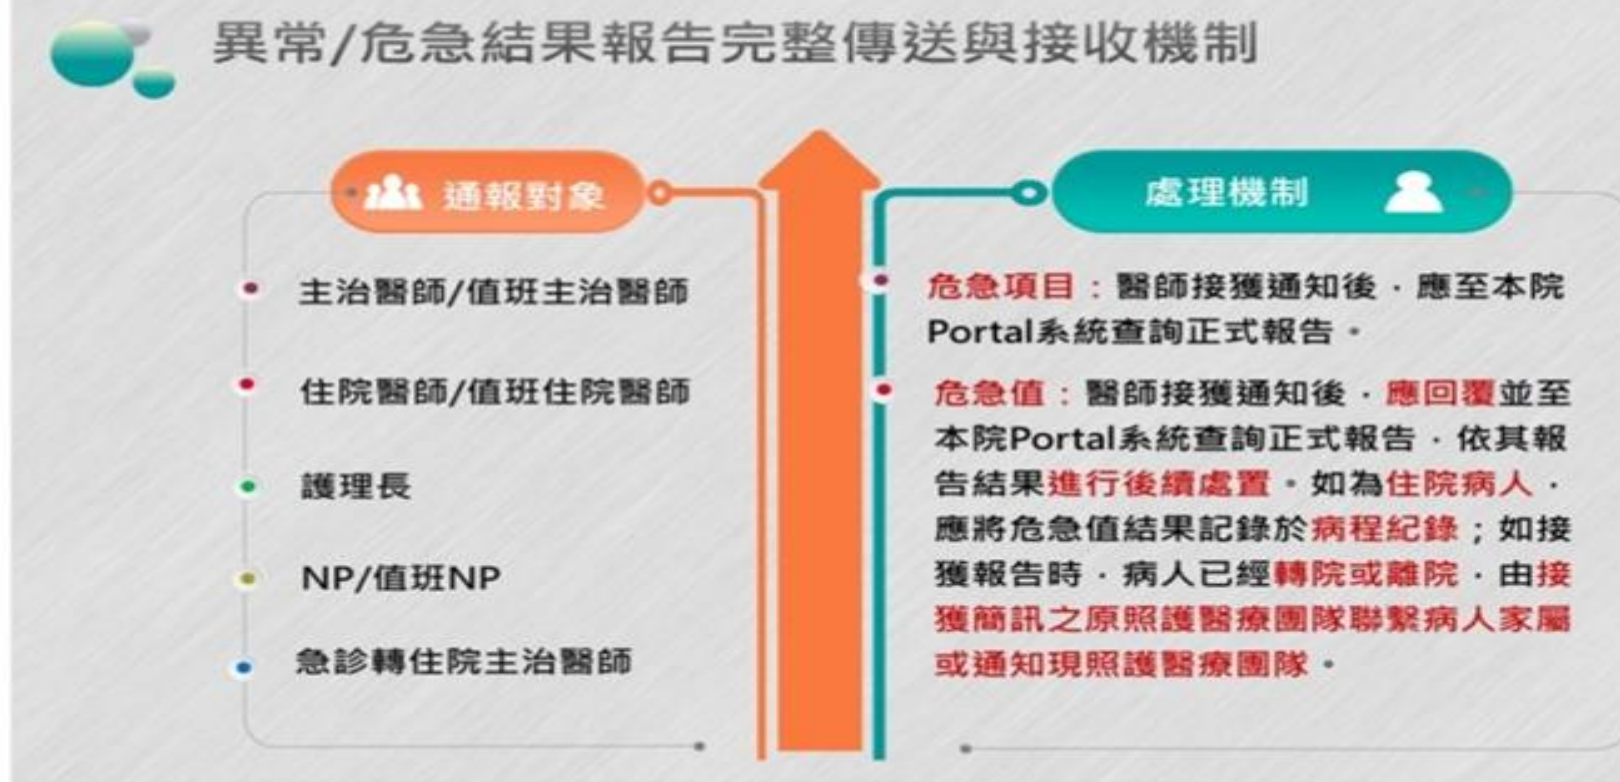 異常/危急結果報告完整傳送與接收機制
通報對象
主治醫師/值班主治醫師
住院醫師/值班住院醫師
護理長
NP/值班NP
急診轉住院主治醫師
處理機制
危急項目：醫師接獲通知後，應至本院
Portal系統查詢正式報告。
危急值：醫師接獲通知後，應回覆並至
本院Portal系統查詢正式報告，依其報
告結果進行後續處置。如為住院病人，
應將危急值結果記錄於病程紀錄；如接
獲報告時，病人已經轉院或離院，由接
獲簡訊之原照護醫療團隊聯繫病人家屬
或通知現照護醫療團隊。